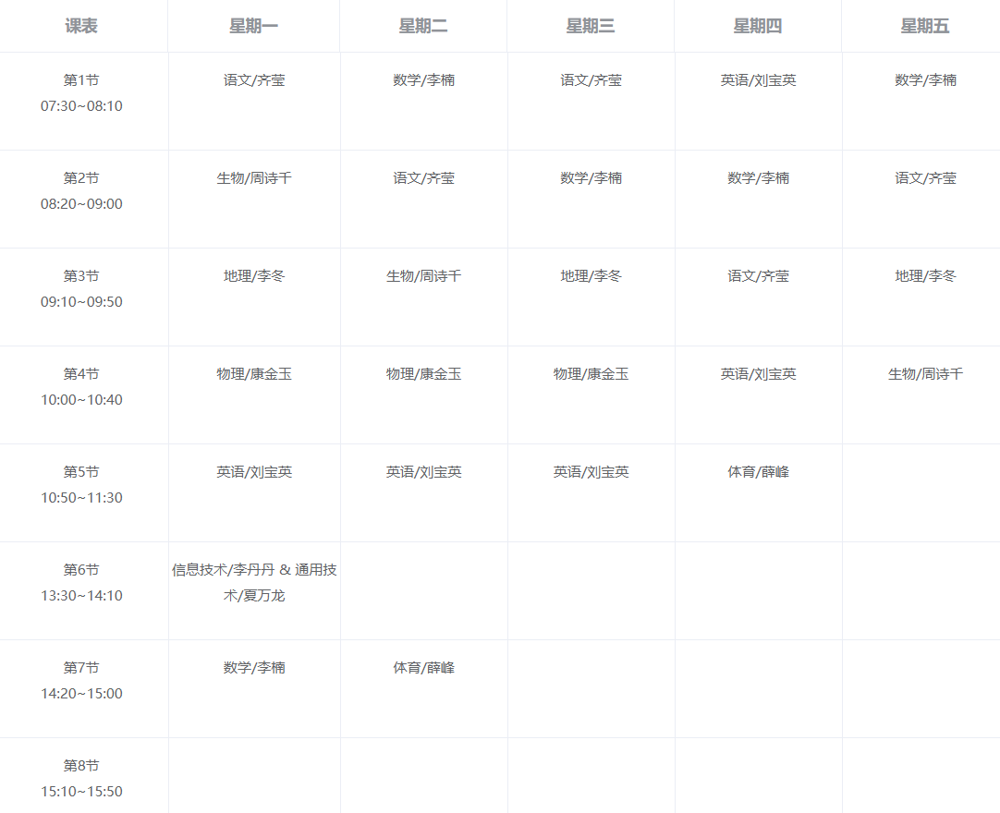 课表 星期一 星期二 星期三 星期四 星期五
第1节 语文/齐莹 数学/李楠 语文/齐莹 英语/刘宝英 数学/李楠
07:30~08:10
第2节 生物/周诗千 语文/齐莹 数学/李楠 数学/李楠 语文/齐莹
08:20~09:00
第3节 地理/李冬 生物/周诗千 地理/李冬 语文/齐莹 地理/李冬
09:10~09:50
第4节 物理/康金玉 物理/康金玉 物理/康金玉 英语/刘宝英 生物/周诗千
10:00~10:40
第5节 英语/刘宝英 英语/刘宝英 英语/刘宝英 体育/薛峰
10:50~11:30
第6节 信息技术/李丹丹 & 通用技
13:30~14:10 术/夏万龙
第7节 数学/李楠 体育/薛峰
14:20~15:00
第8节
15:10~15:50